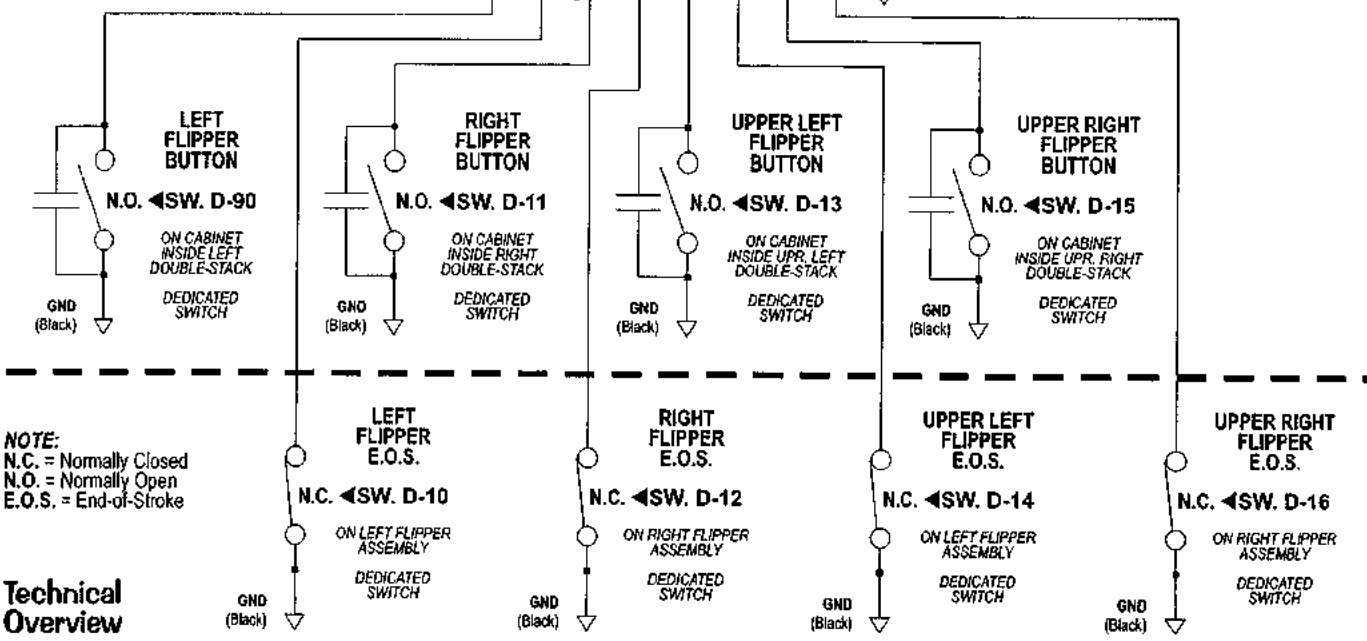 LEFT
FLIPPER
BUTTON
N.O. ◄SW. D-90
ON CABINET
INSIDE LEFT
DOUBLE-STACK
DEDICATED
SWITCH
GND
(Black)
RIGHT
FLIPPER
BUTTON
N.O. ◄SW. D-11
ON CABINET
INSIDE RIGHT
DOUBLE-STACK
DEDICATED
SWITCH
GND
(Black)
UPPER LEFT
FLIPPER
BUTTON
N.O. ◄SW. D-13
ON CABINET
INSIDE UPR. LEFT
DOUBLE-STACK
DEDICATED
SWITCH
GND
(Black)
UPPER RIGHT
FLIPPER
BUTTON
N.O. ◄SW. D-15
ON CABINET
INSIDE UPR. RIGHT
DOUBLE-STACK
DEDICATED
SWITCH
GND
(Black)
NOTE:
N.C. = Normally Closed
N.O. = Normally Open
E.O.S. = End-of-Stroke
LEFT
FLIPPER
E.O.S.
N.C. ◄SW. D-10
ON LEFT FLIPPER
ASSEMBLY
DEDICATED
SWITCH
GND
(Black)
RIGHT
FLIPPER
E.O.S.
N.C. ◄SW. D-12
ON RIGHT FLIPPER
ASSEMBLY
DEDICATED
SWITCH
GND
(Black)
UPPER LEFT
FLIPPER
E.O.S.
N.C. ◄SW. D-14
ON LEFT FLIPPER
ASSEMBLY
DEDICATED
SWITCH
GND
(Black)
UPPER RIGHT
FLIPPER
E.O.S.
N.C. ◄SW. D-16
ON RIGHT FLIPPER
ASSEMBLY
DEDICATED
SWITCH
GND
(Black)
Technical
Overview